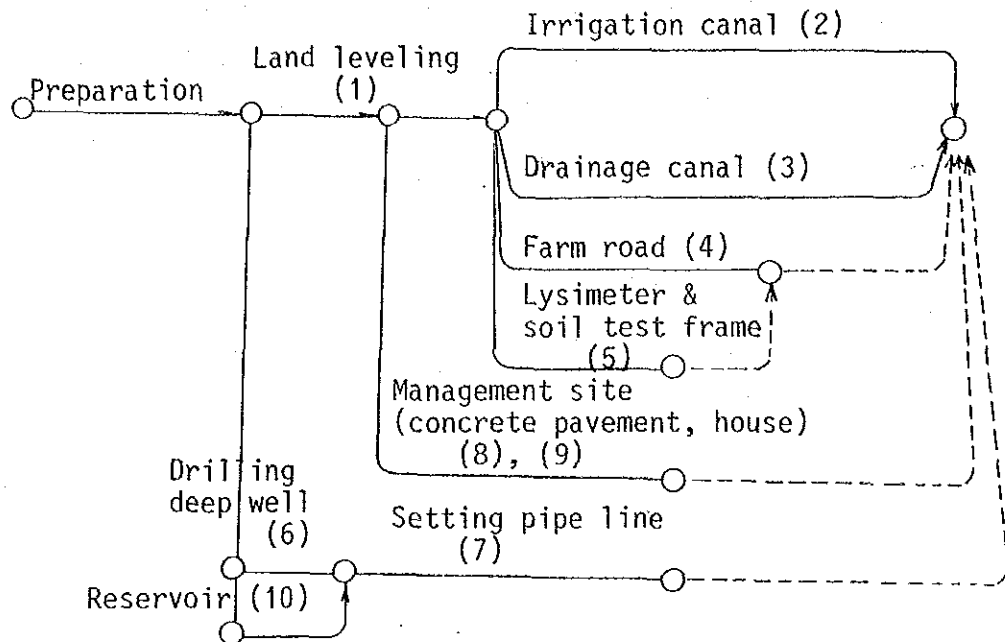 Irrigation canal (2)
Land leveling
(1)
Preparation
Drainage canal (3)
Farm road (4)
Lysimeter &
soil test frame
(5)
Management site
(concrete pavement, house)
(8), (9)
Drilling
deep well
(6)
Setting pipe line
(7)
Reservoir (10)